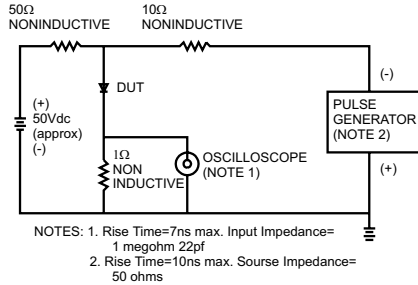 50Ω
NONINDUCTIVE
10Ω
NONINDUCTIVE
DUT
(+)
50Vdc
(approx)
(-)
1Ω
NON
INDUCTIVE
OSCILLOSCOPE
(NOTE 1)
(-)
PULSE
GENERATOR
(NOTE 2)
(+)
NOTES: 1. Rise Time=7ns max. Input Impedance=
1 megohm 22pf
2. Rise Time=10ns max. Sourse Impedance=
50 ohms